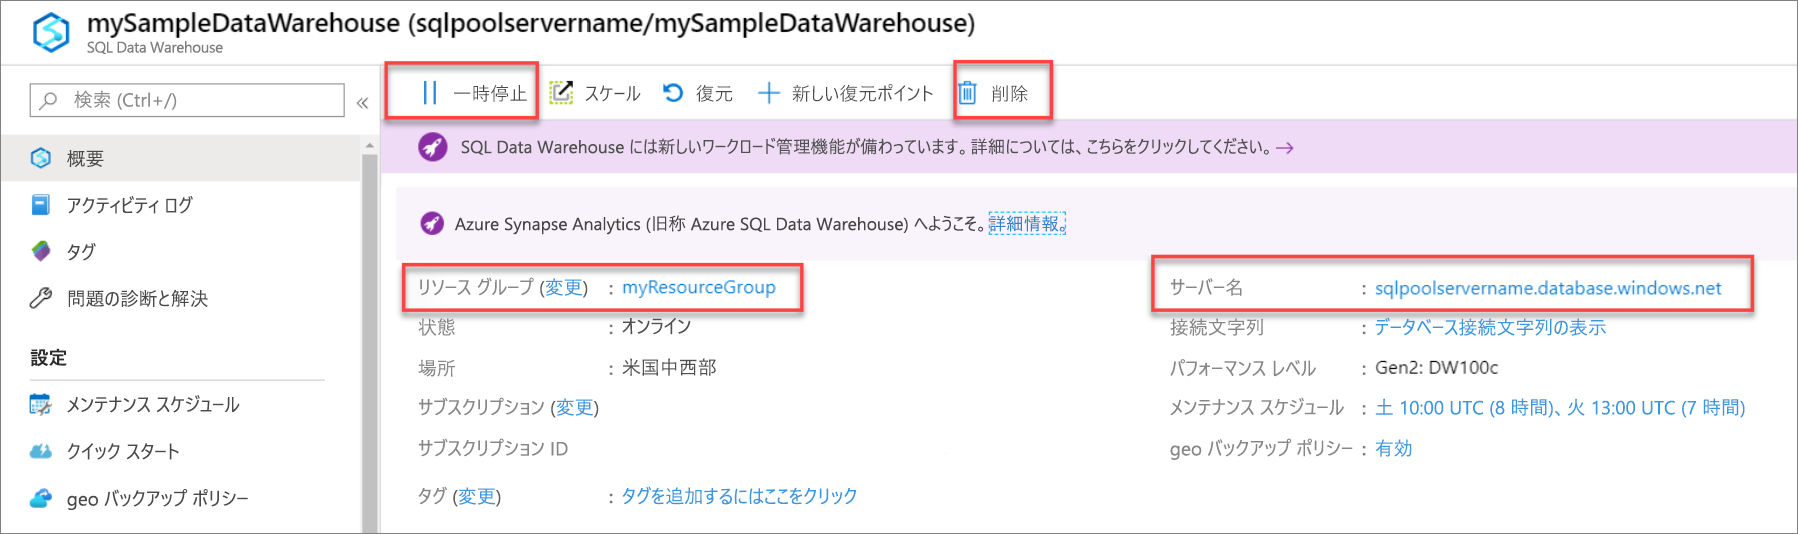 mySampleDataWarehouse (sqlpoolservername/mySampleDataWarehouse)
SQL Data Warehouse
検索 (Ctrl+/)
«
一時停止 スケール 復元 新しい復元ポイント 削除
SQL Data Warehouse には新しいワークロード管理機能が備わっています。詳細については、こちらをクリックしてください。→
Azure Synapse Analytics (旧称 Azure SQL Data Warehouse) へようこそ。詳細情報。
概要
アクティビティ ログ
タグ
問題の診断と解決
設定
メンテナンス スケジュール
クイック スタート
geo バックアップ ポリシー
リソース グループ (変更) : myResourceGroup
状態 : オンライン
場所 : 米国中西部
サブスクリプション (変更)
サブスクリプション ID
タグ (変更) : タグを追加するにはここをクリック
サーバー名 : sqlpoolservername.database.windows.net
接続文字列 : データベース接続文字列の表示
パフォーマンス レベル : Gen2: DW100c
メンテナンス スケジュール : 土 10:00 UTC (8 時間)、火 13:00 UTC (7 時間)
geo バックアップ ポリシー : 有効